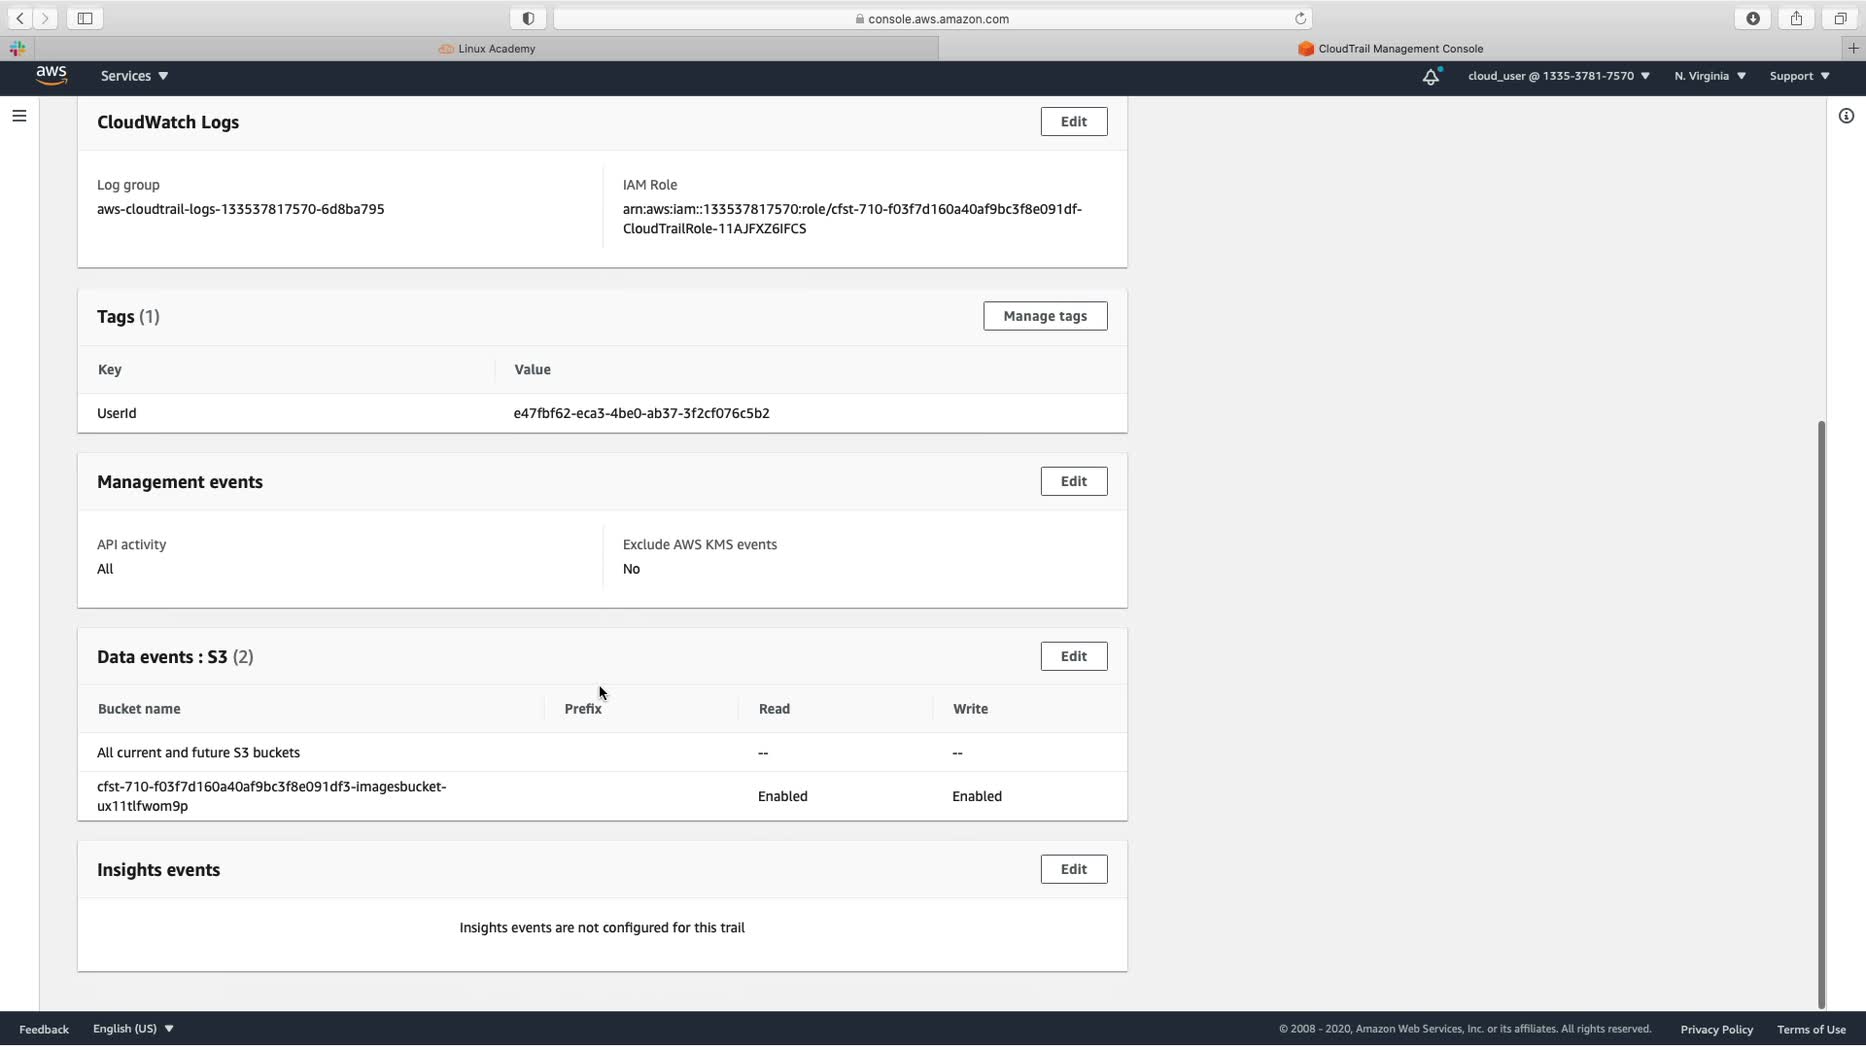 console.aws.amazon.com
Linux Academy
CloudTrail Management Console
aws
Services
cloud_user @ 1335-3781-7570
N. Virginia
Support
CloudWatch Logs
Edit
Log group
IAM Role
aws-cloudtrail-logs-133537817570-6d8ba795
arn:aws:iam::133537817570:role/cfst-710-f03f7d160a40af9bc3f8e091df-
CloudTrailRole-11AJFXZ6IFCS
Tags (1)
Manage tags
Key
Value
UserId
e47fbf62-eca3-4be0-ab37-3f2cf076c5b2
Management events
Edit
API activity
Exclude AWS KMS events
All
No
Data events : S3 (2)
Edit
Bucket name
Prefix
Read
Write
All current and future S3 buckets
--
--
cfst-710-f03f7d160a40af9bc3f8e091df3-imagesbucket-
ux11tlfwom9p
Enabled
Enabled
Insights events
Edit
Insights events are not configured for this trail
Feedback
English (US)
© 2008 - 2020, Amazon Web Services, Inc. or its affiliates. All rights reserved.
Privacy Policy
Terms of Use